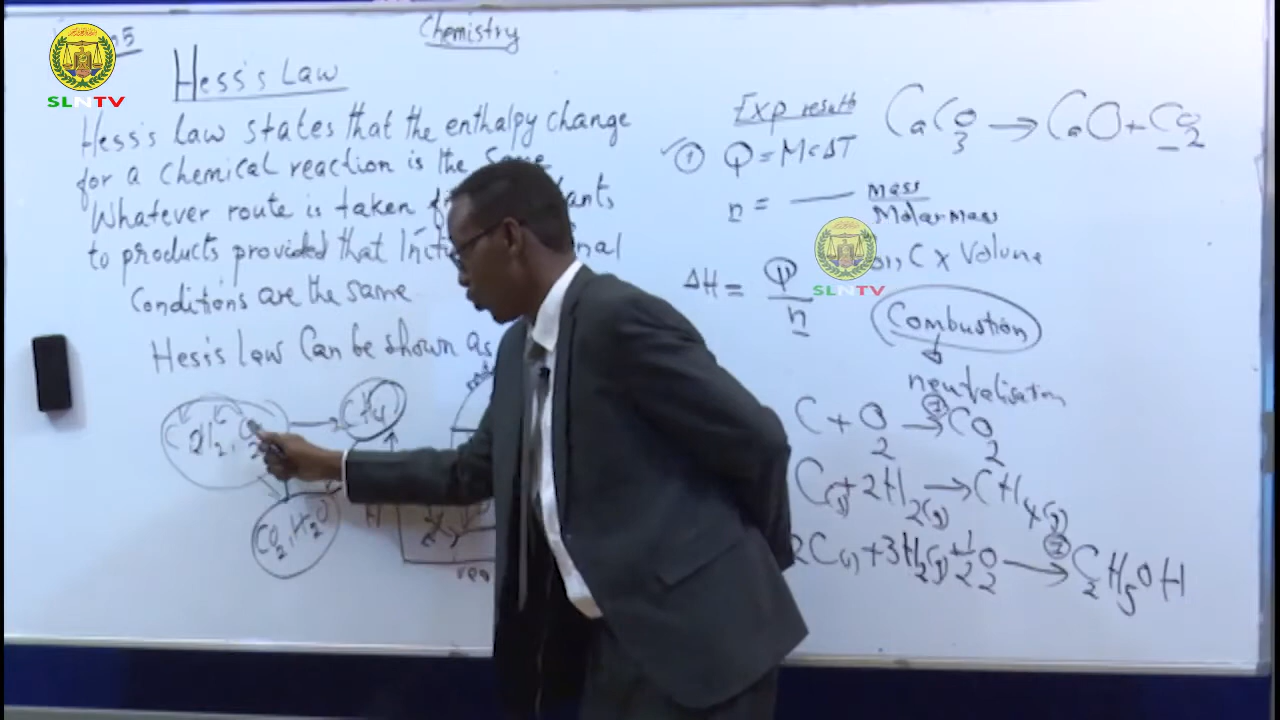 Chemistry
SLNTV
Hess's Law
Hess's law states that the enthalpy change
for a chemical reaction is the same
Whatever route is taken
to products provided that
Conditions are the same
Hess's law Can be shown as
C 2H2, O2
CH4
CO2, H2O
H
Exp result
① Q = McΔT
n = mass
Molar mass
or, C x Volume
ΔH = Q
n
SLNTV
CaCO3 → CaO + CO2
Combustion
neutralisation
C + O2 → CO2
C(s) + 2H2(g) → CH4(g)
2C(s) + 3H2(g) + 1/2 O2 → C2H5OH